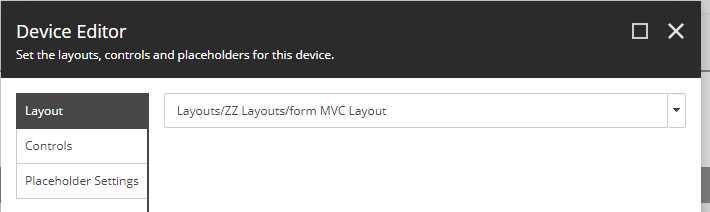 Device Editor
Set the layouts, controls and placeholders for this device.
Layout
Layouts/ZZ Layouts/form MVC Layout
Controls
Placeholder Settings